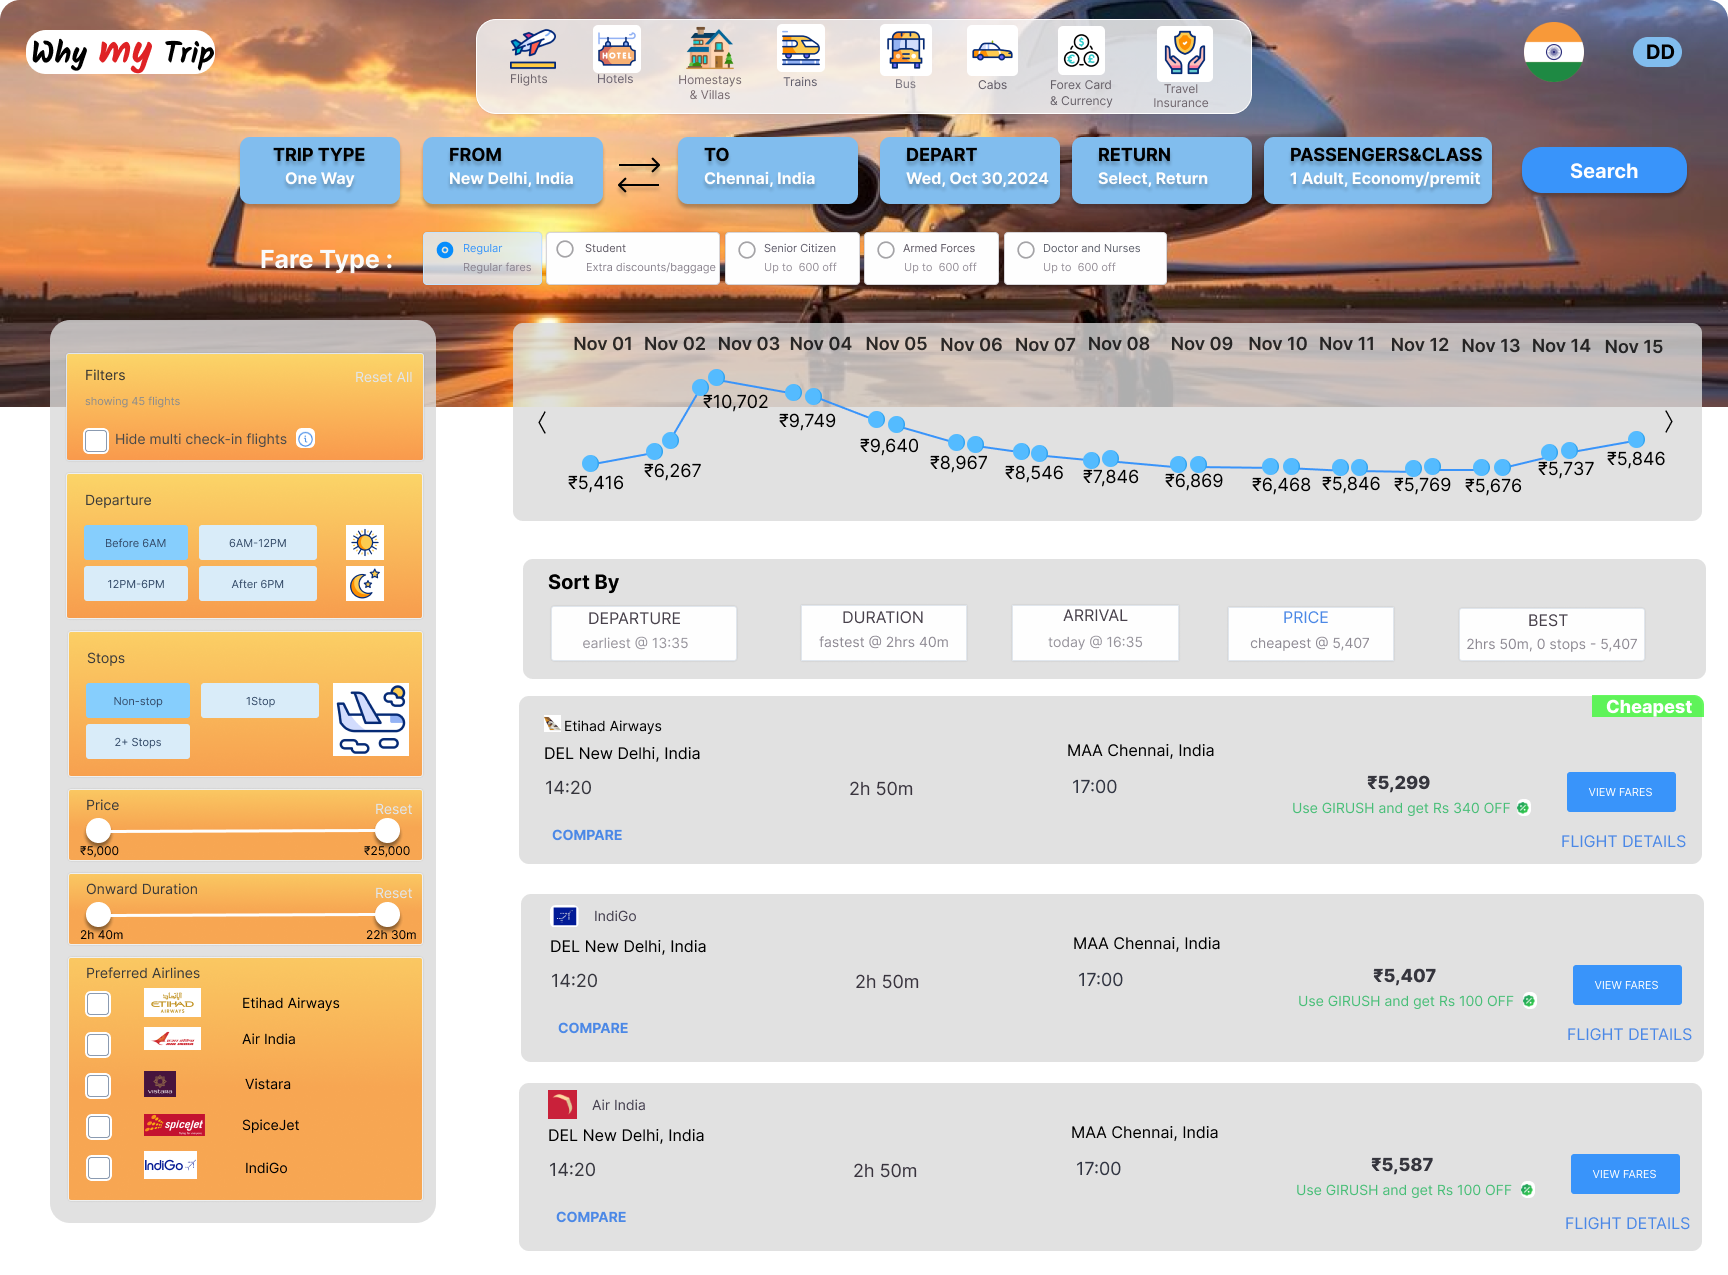 Why my Trip
Flights
Hotels
HOTEL
Homestays
& Villas
Trains
Bus
Cabs
Forex Card
& Currency
Travel
Insurance
DD
TRIP TYPE
One Way
FROM
New Delhi, India
TO
Chennai, India
DEPART
Wed, Oct 30,2024
RETURN
Select, Return
PASSENGERS&CLASS
1 Adult, Economy/premit
Search
Fare Type :
Regular
Regular fares
Student
Extra discounts/baggage
Senior Citizen
Up to 600 off
Armed Forces
Up to 600 off
Doctor and Nurses
Up to 600 off
Filters
Reset All
showing 45 flights
Hide multi check-in flights
Departure
Before 6AM
6AM-12PM
12PM-6PM
After 6PM
Stops
Non-stop
1Stop
2+ Stops
Price
Reset
₹5,000
₹25,000
Onward Duration
Reset
2h 40m
22h 30m
Preferred Airlines
ETIHAD
AIRWAYS
Etihad Airways
AIR INDIA
Air India
VISTARA
Vistara
spicejet
SpiceJet
IndiGo
IndiGo
Nov 01 Nov 02 Nov 03 Nov 04 Nov 05 Nov 06 Nov 07 Nov 08 Nov 09 Nov 10 Nov 11 Nov 12 Nov 13 Nov 14 Nov 15
₹5,416 ₹6,267 ₹10,702 ₹9,749 ₹9,640 ₹8,967 ₹8,546 ₹7,846 ₹6,869 ₹6,468 ₹5,846 ₹5,769 ₹5,676 ₹5,737 ₹5,846
Sort By
DEPARTURE
earliest @ 13:35
DURATION
fastest @ 2hrs 40m
ARRIVAL
today @ 16:35
PRICE
cheapest @ 5,407
BEST
2hrs 50m, 0 stops - 5,407
Cheapest
Etihad Airways
DEL New Delhi, India
MAA Chennai, India
14:20
2h 50m
17:00
₹5,299
Use GIRUSH and get Rs 340 OFF
VIEW FARES
COMPARE
FLIGHT DETAILS
IndiGo
DEL New Delhi, India
MAA Chennai, India
14:20
2h 50m
17:00
₹5,407
Use GIRUSH and get Rs 100 OFF
VIEW FARES
COMPARE
FLIGHT DETAILS
Air India
DEL New Delhi, India
MAA Chennai, India
14:20
2h 50m
17:00
₹5,587
Use GIRUSH and get Rs 100 OFF
VIEW FARES
COMPARE
FLIGHT DETAILS